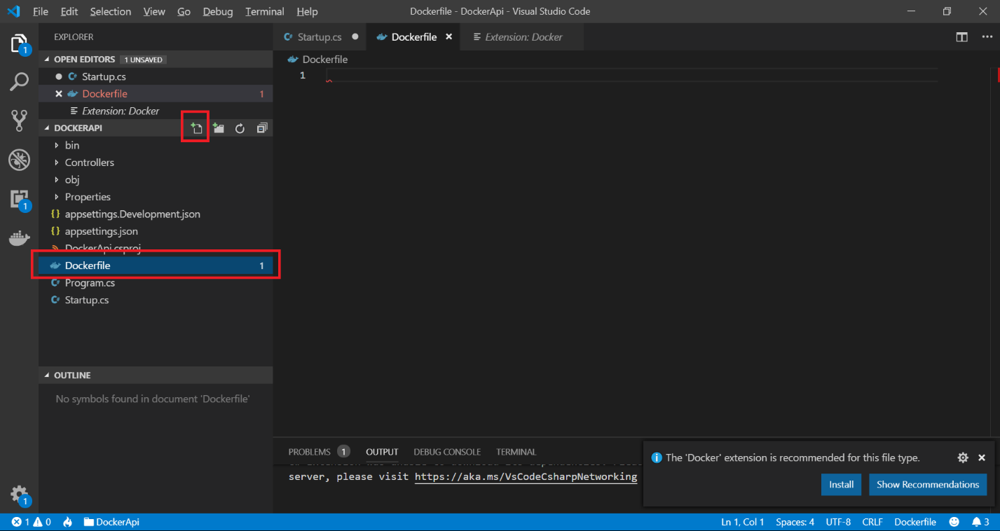 File Edit Selection View Go Debug Terminal Help Dockerfile - DockerApi - Visual Studio Code
EXPLORER
Startup.cs Dockerfile Extension: Docker
OPEN EDITORS 1 UNSAVED
Dockerfile
Startup.cs
1
Dockerfile 1
Extension: Docker
DOCKERAPI
bin
Controllers
obj
Properties
{} appsettings.Development.json
{} appsettings.json
DockerApi.csproj
Dockerfile 1
Program.cs
Startup.cs
OUTLINE
No symbols found in document 'Dockerfile'
PROBLEMS 1 OUTPUT DEBUG CONSOLE TERMINAL
server, please visit https://aka.ms/VsCodeCsharpNetworking
The 'Docker' extension is recommended for this file type.
Install Show Recommendations
1
1
1
1 0 DockerApi Ln 1, Col 1 Spaces: 4 UTF-8 CRLF Dockerfile 3